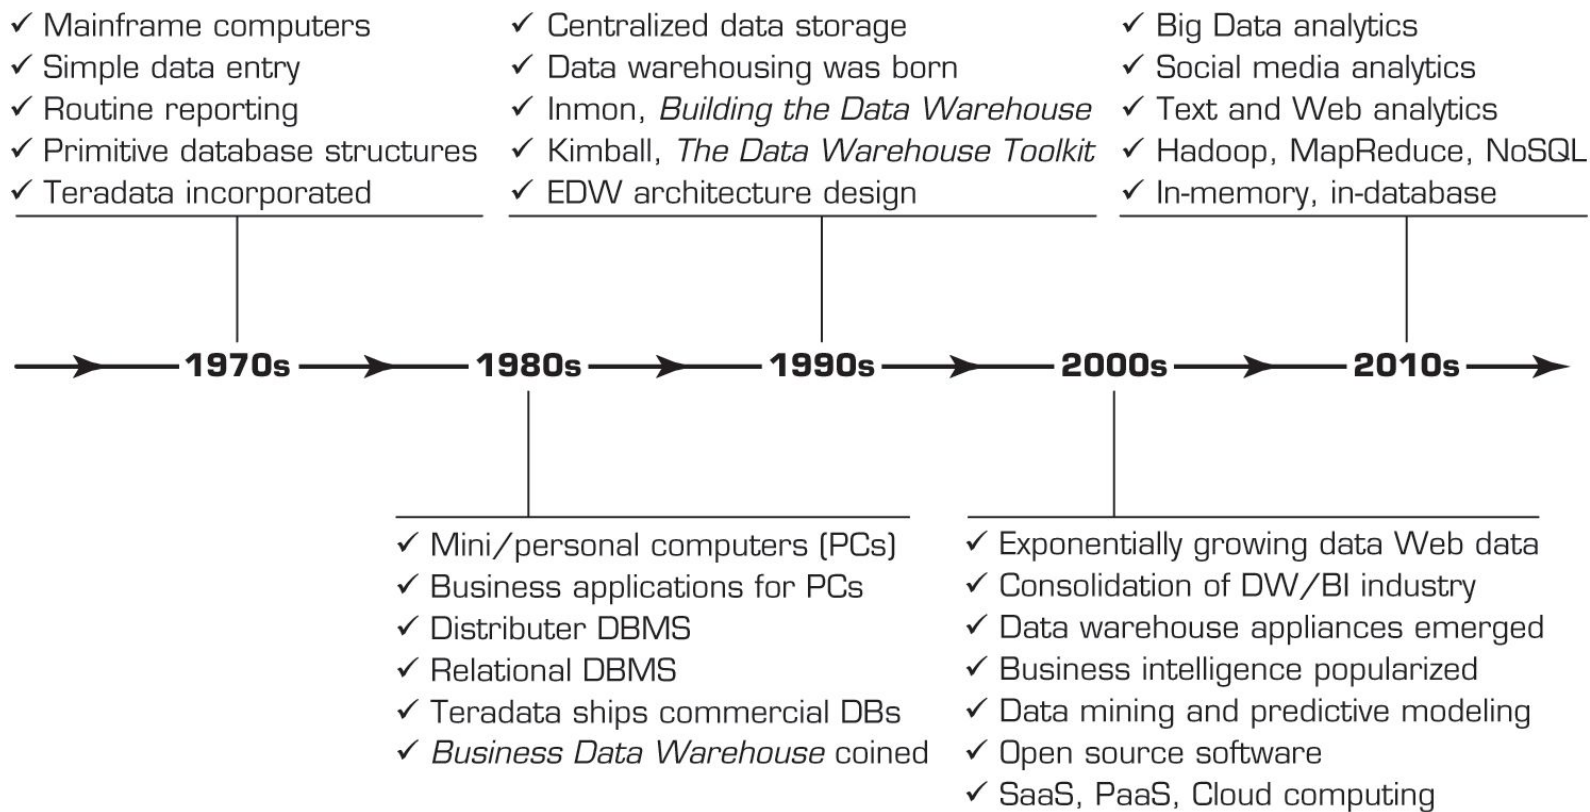 ✓ Mainframe computers
✓ Simple data entry
✓ Routine reporting
✓ Primitive database structures
✓ Teradata incorporated
✓ Centralized data storage
✓ Data warehousing was born
✓ Inmon, Building the Data Warehouse
✓ Kimball, The Data Warehouse Toolkit
✓ EDW architecture design
✓ Big Data analytics
✓ Social media analytics
✓ Text and Web analytics
✓ Hadoop, MapReduce, NoSQL
✓ In-memory, in-database
1970s
1980s
1990s
2000s
2010s
✓ Mini/personal computers (PCs)
✓ Business applications for PCs
✓ Distributer DBMS
✓ Relational DBMS
✓ Teradata ships commercial DBs
✓ Business Data Warehouse coined
✓ Exponentially growing data Web data
✓ Consolidation of DW/BI industry
✓ Data warehouse appliances emerged
✓ Business intelligence popularized
✓ Data mining and predictive modeling
✓ Open source software
✓ SaaS, PaaS, Cloud computing